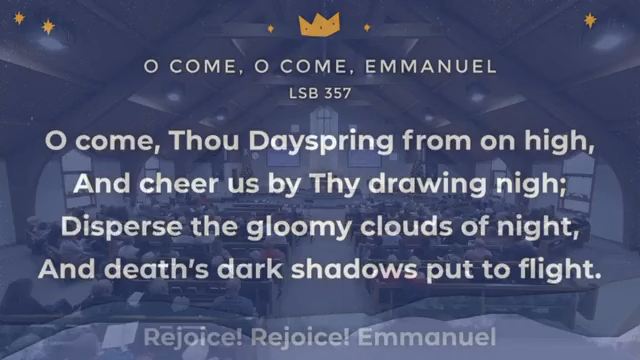 O COME, O COME, EMMANUEL
LSB 357
O come, Thou Dayspring from on high,
And cheer us by Thy drawing nigh;
Disperse the gloomy clouds of night,
And death's dark shadows put to flight.
Rejoice! Rejoice! Emmanuel